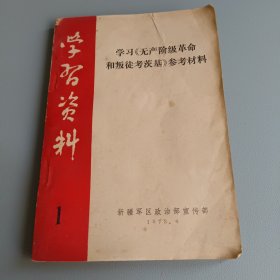 学习资料
1
学习《无产阶级革命
和叛徒考茨基》参考材料
新疆军区政治部宣传部